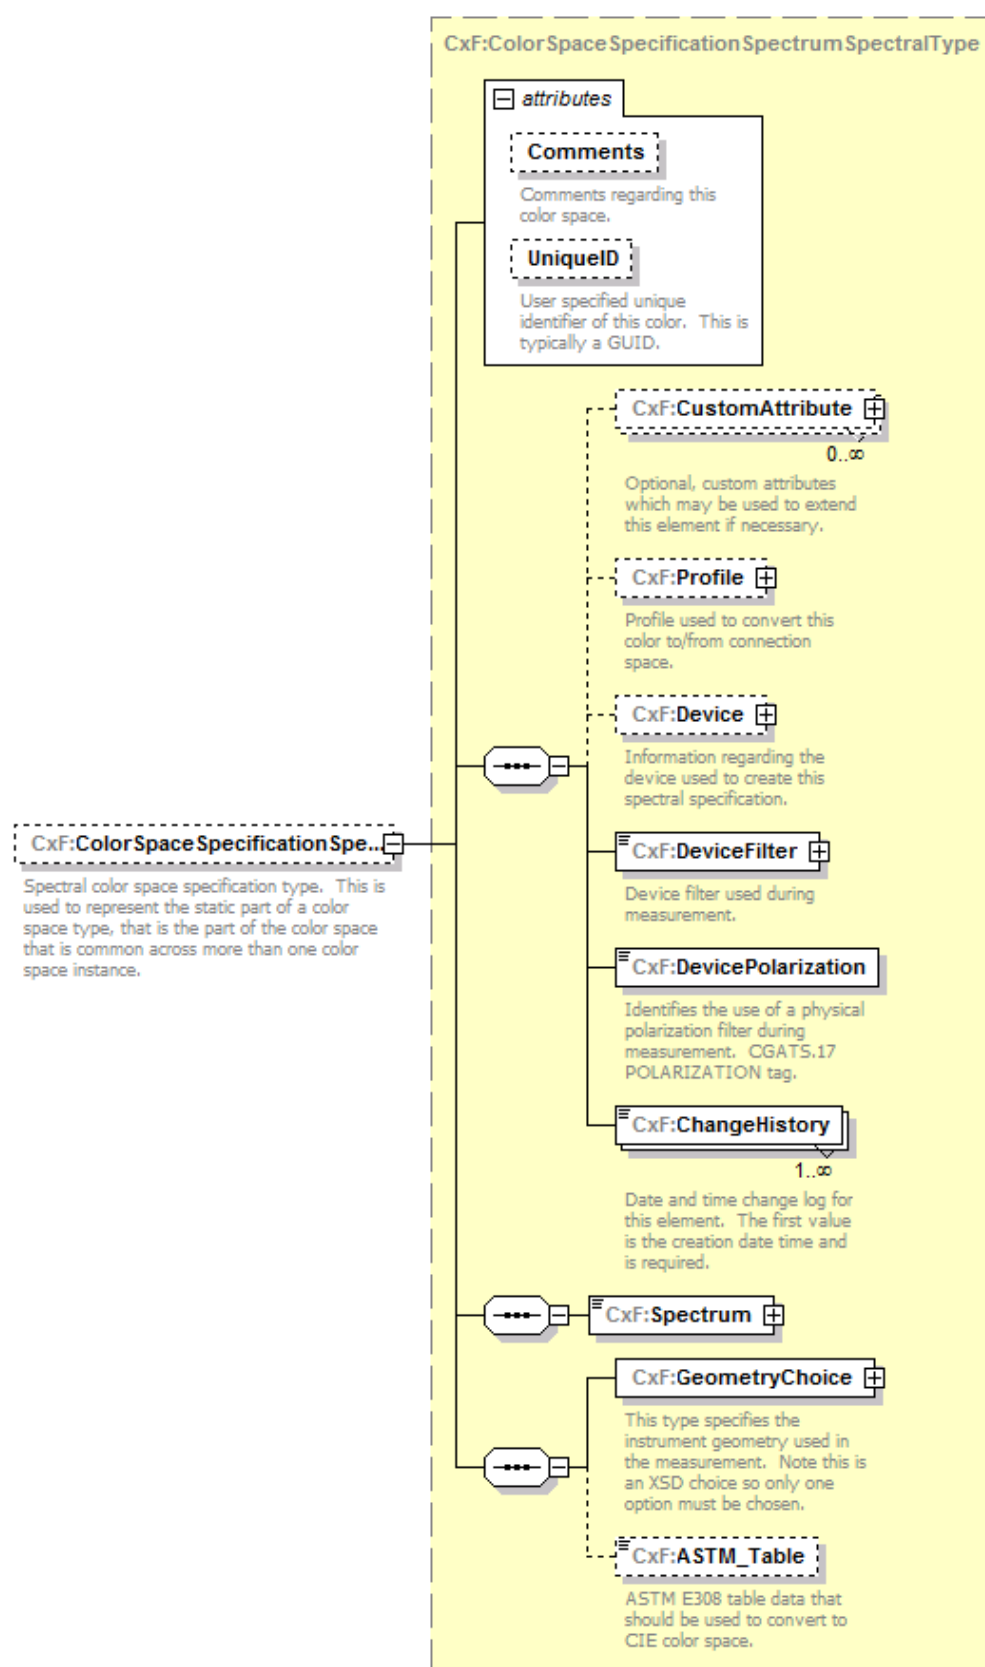 CxF:ColorSpaceSpecificationSpectrumSpectralType
attributes
Comments
Comments regarding this
color space.
UniqueID
User specified unique
identifier of this color.  This is
typically a GUID.
CxF:CustomAttribute
0..∞
Optional, custom attributes
which may be used to extend
this element if necessary.
CxF:Profile
Profile used to convert this
color to/from connection
space.
CxF:Device
Information regarding the
device used to create this
spectral specification.
CxF:ColorSpaceSpecificationSpe...
Spectral color space specification type.  This is
used to represent the static part of a color
space type, that is the part of the color space
that is common across more than one color
space instance.
CxF:DeviceFilter
Device filter used during
measurement.
CxF:DevicePolarization
Identifies the use of a physical
polarization filter during
measurement.  CGATS.17
POLARIZATION tag.
CxF:ChangeHistory
1..∞
Date and time change log for
this element.  The first value
is the creation date time and
is required.
CxF:Spectrum
CxF:GeometryChoice
This type specifies the
instrument geometry used in
the measurement.  Note this is
an XSD choice so only one
option must be chosen.
CxF:ASTM_Table
ASTM E308 table data that
should be used to convert to
CIE color space.